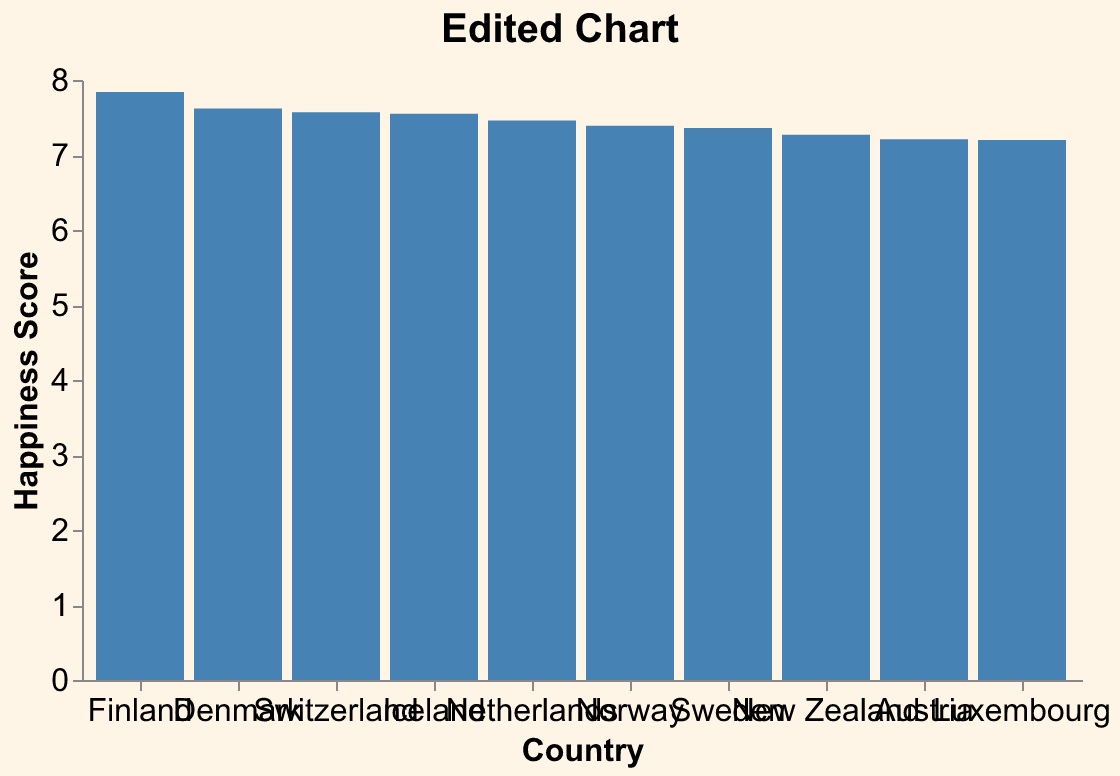 Edited Chart
8
7
6
5
4
3
2
1
0
Happiness Score
Finland Denmark Switzerland Iceland Netherlands Norway Sweden New Zealand Austria Luxembourg
Country